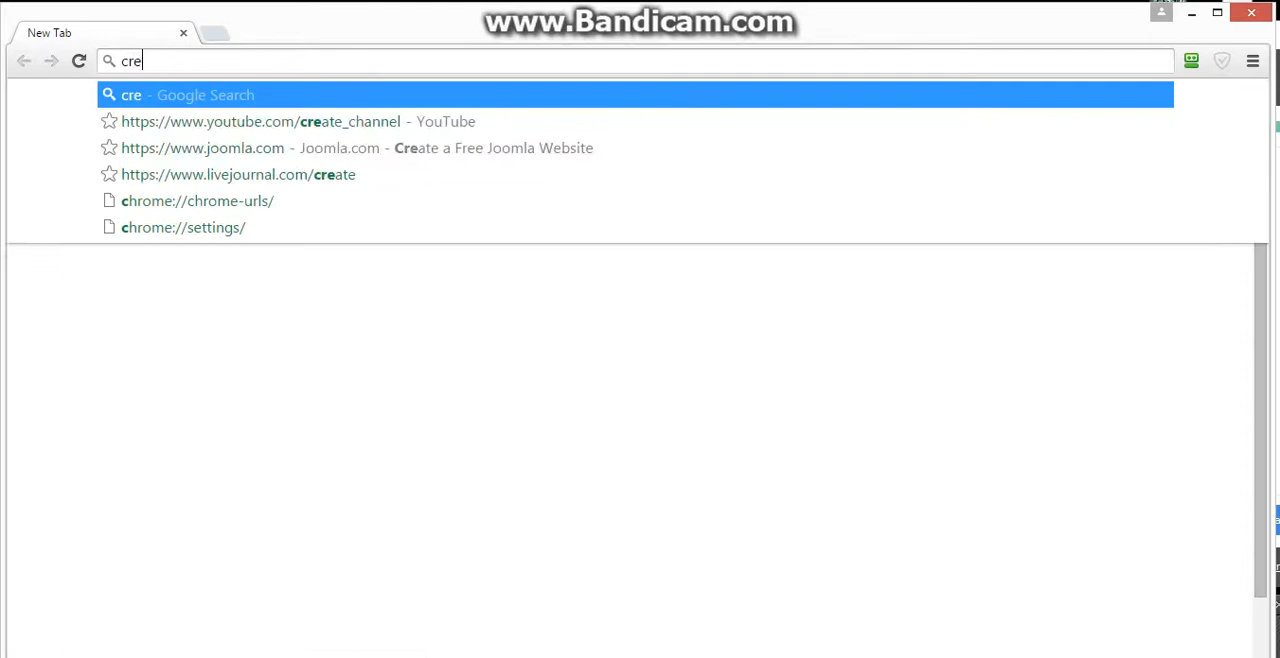 www.Bandicam.com
New Tab
cre
cre - Google Search
https://www.youtube.com/create_channel - YouTube
https://www.joomla.com - Joomla.com - Create a Free Joomla Website
https://www.livejournal.com/create
chrome://chrome-urls/
chrome://settings/